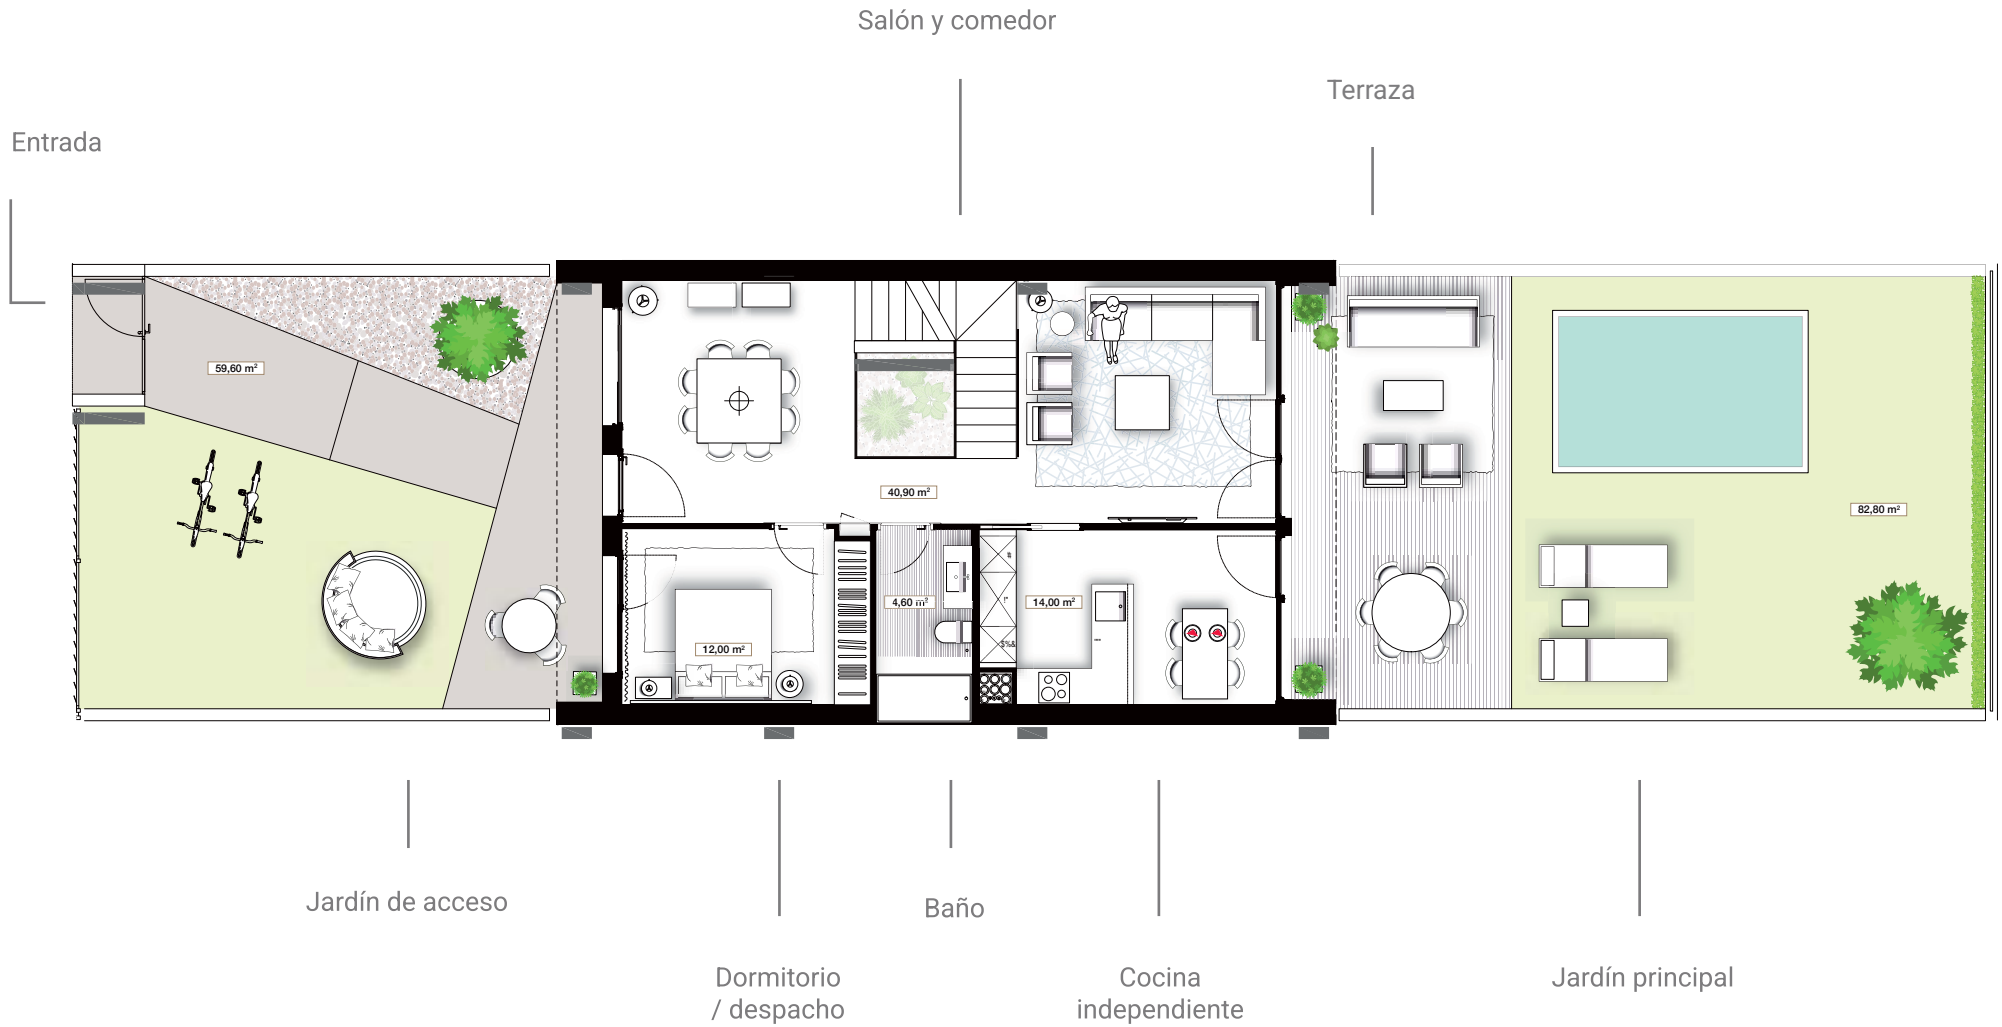 Salón y comedor
Terraza
Entrada
59,60 m²
40,90 m²
82,80 m²
4,60 m²
14,00 m²
12,00 m²
Jardín de acceso
Baño
Dormitorio
/ despacho
Cocina
independiente
Jardín principal